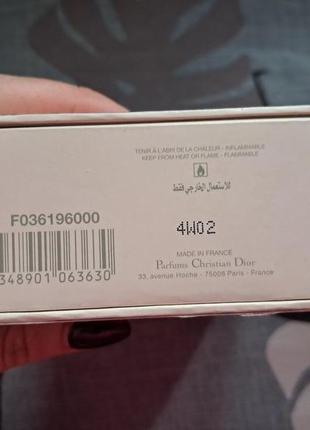 TENIR À L'ABRI DE LA CHALEUR - INFLAMMABLE
KEEP FROM HEAT OR FLAME - FLAMMABLE
للاستعمال الخارجي فقط
F036196000
4W02
348901 063630
MADE IN FRANCE
Parfums Christian Dior
33, avenue Hoche - 75008 Paris - France